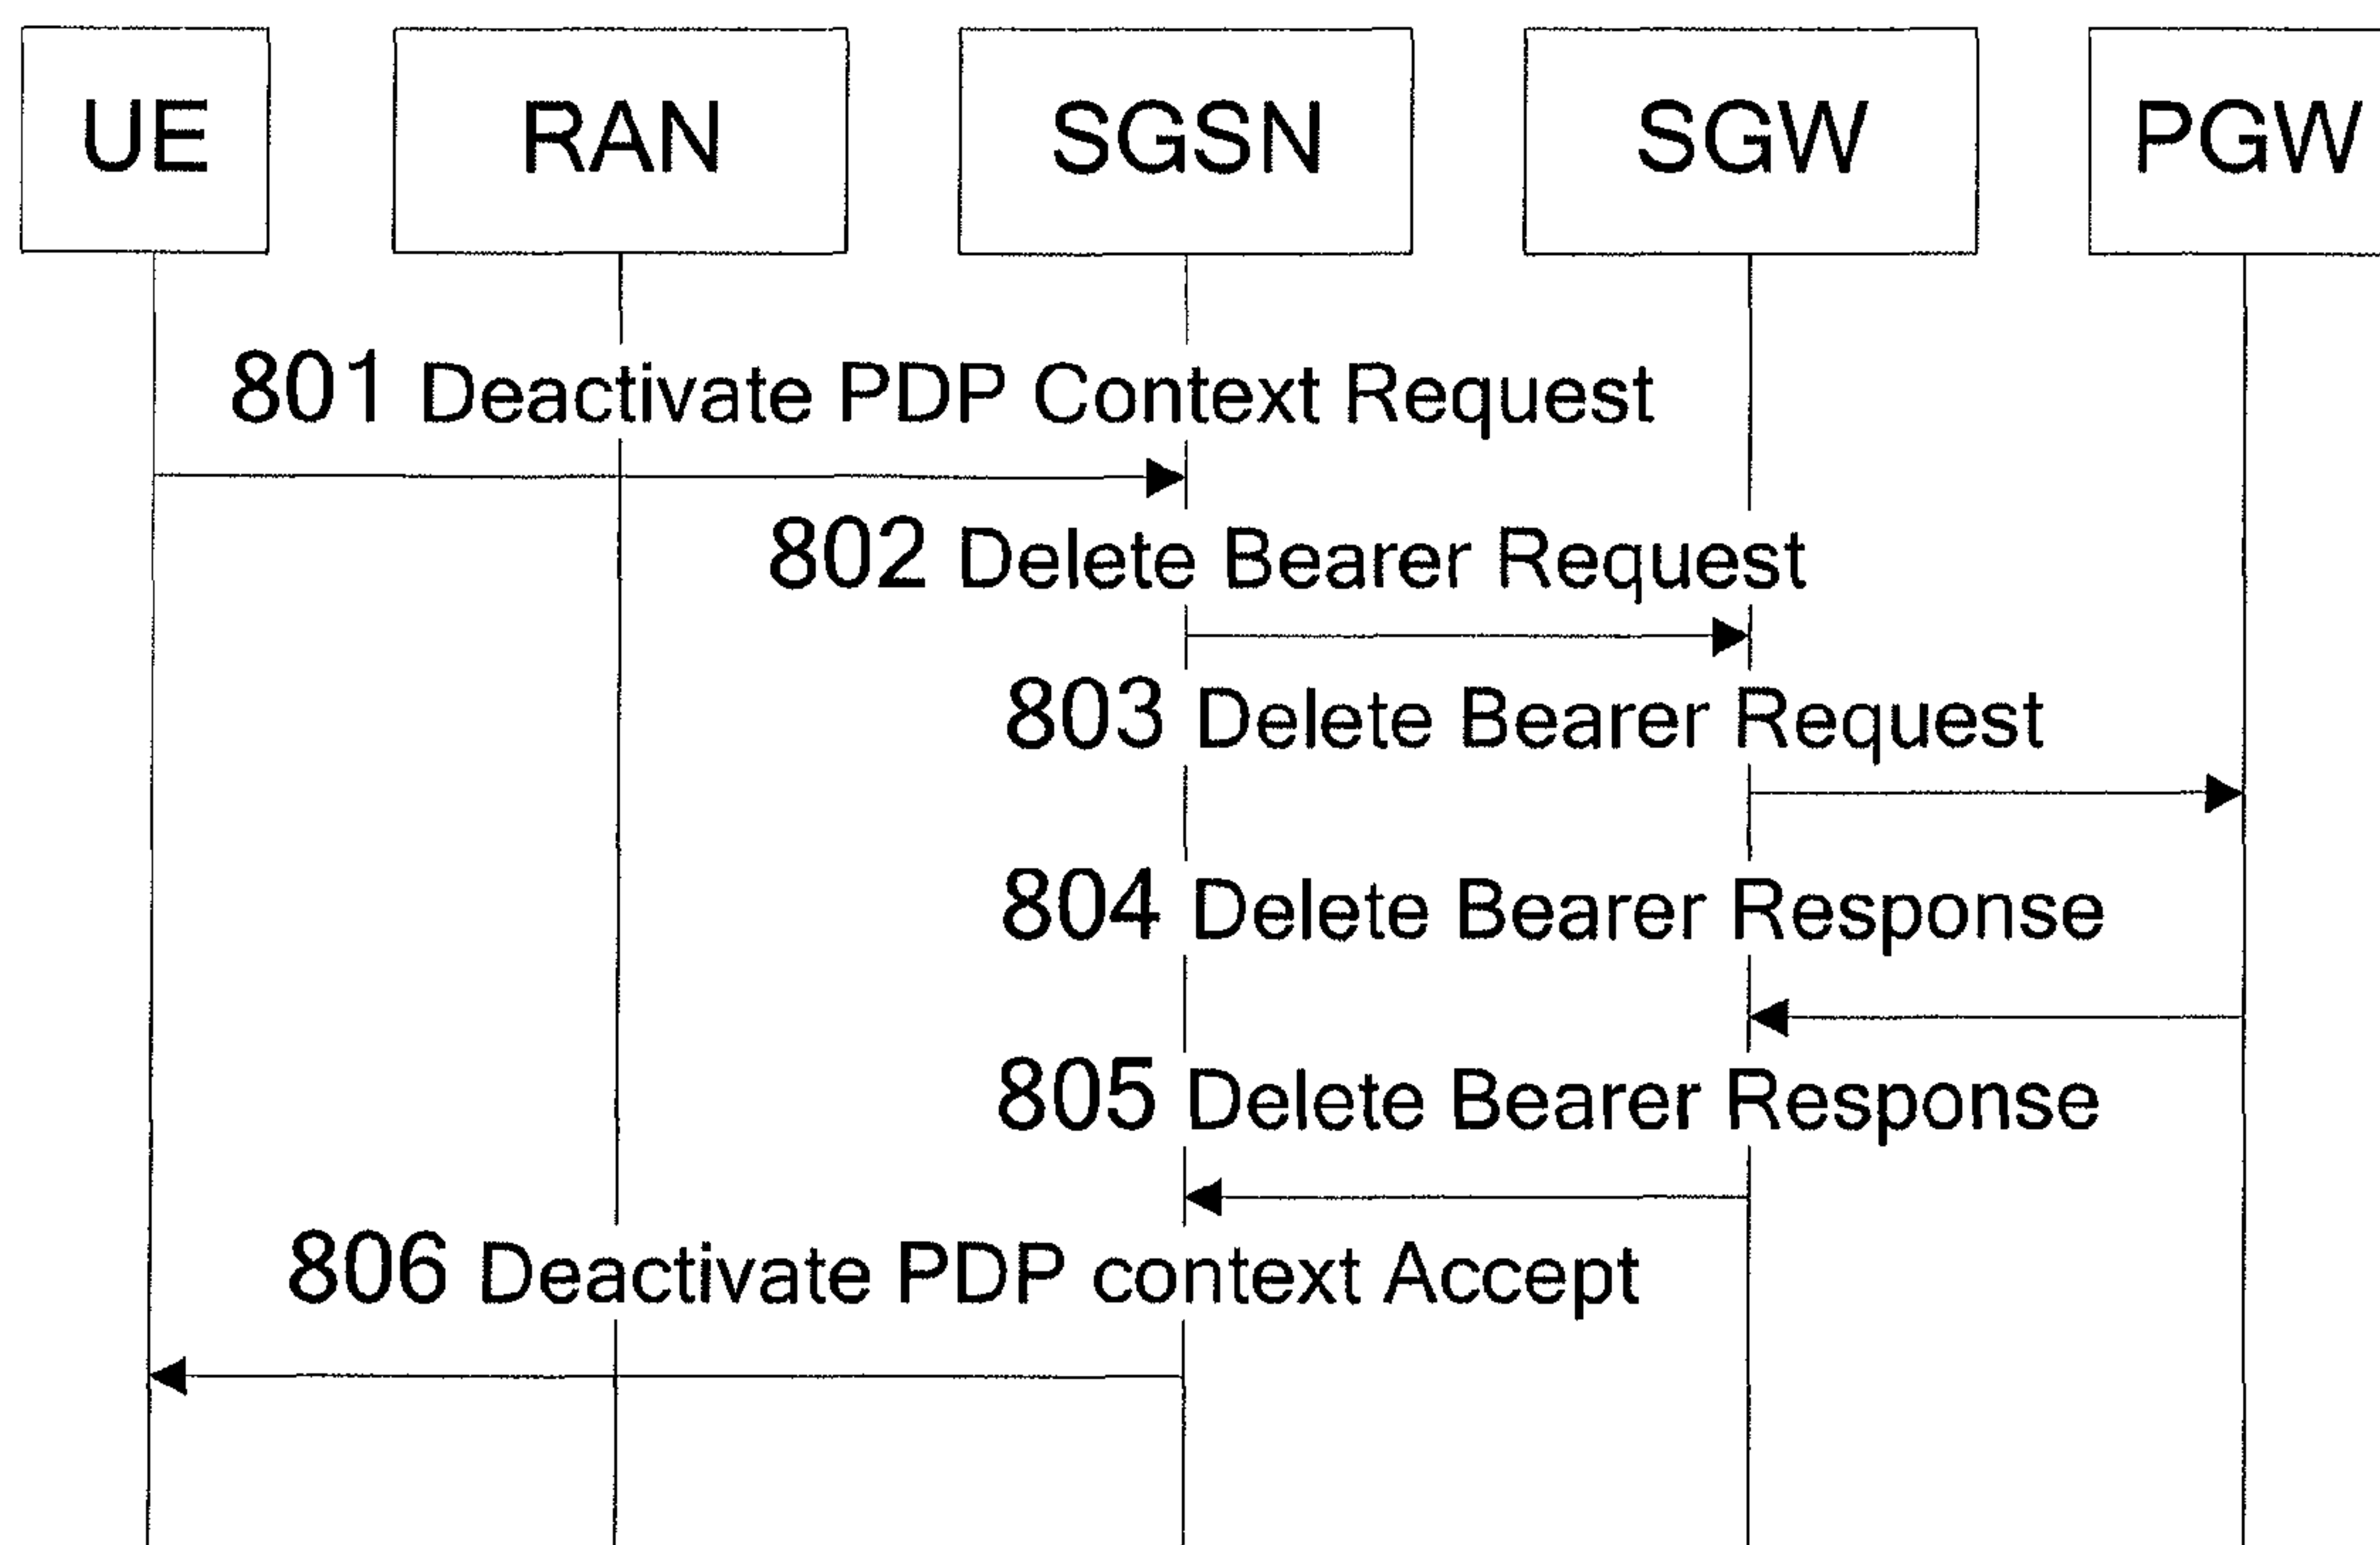 UE RAN SGSN SGW PGW
801 Deactivate PDP Context Request
802 Delete Bearer Request
803 Delete Bearer Request
804 Delete Bearer Response
805 Delete Bearer Response
806 Deactivate PDP context Accept